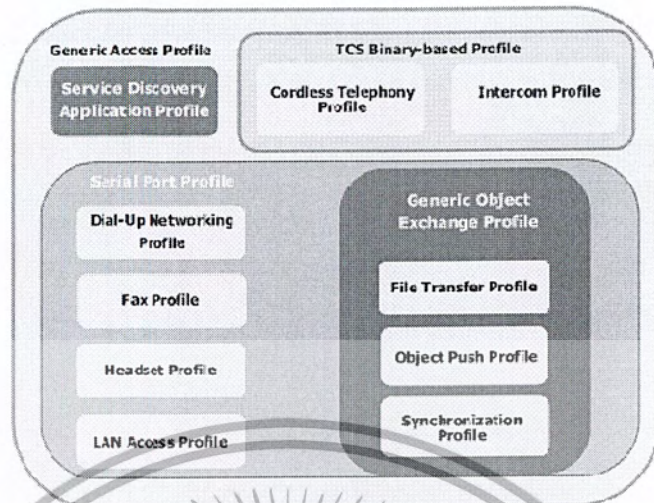 Generic Access Profile
Service Discovery
Application Profile
TCS Binary-based Profile
Cordless Telephony
Profile
Intercom Profile
Serial Port Profile
Dial-Up Networking
Profile
Fax Profile
Headset Profile
LAN Access Profile
Generic Object
Exchange Profile
File Transfer Profile
Object Push Profile
Synchronization
Profile